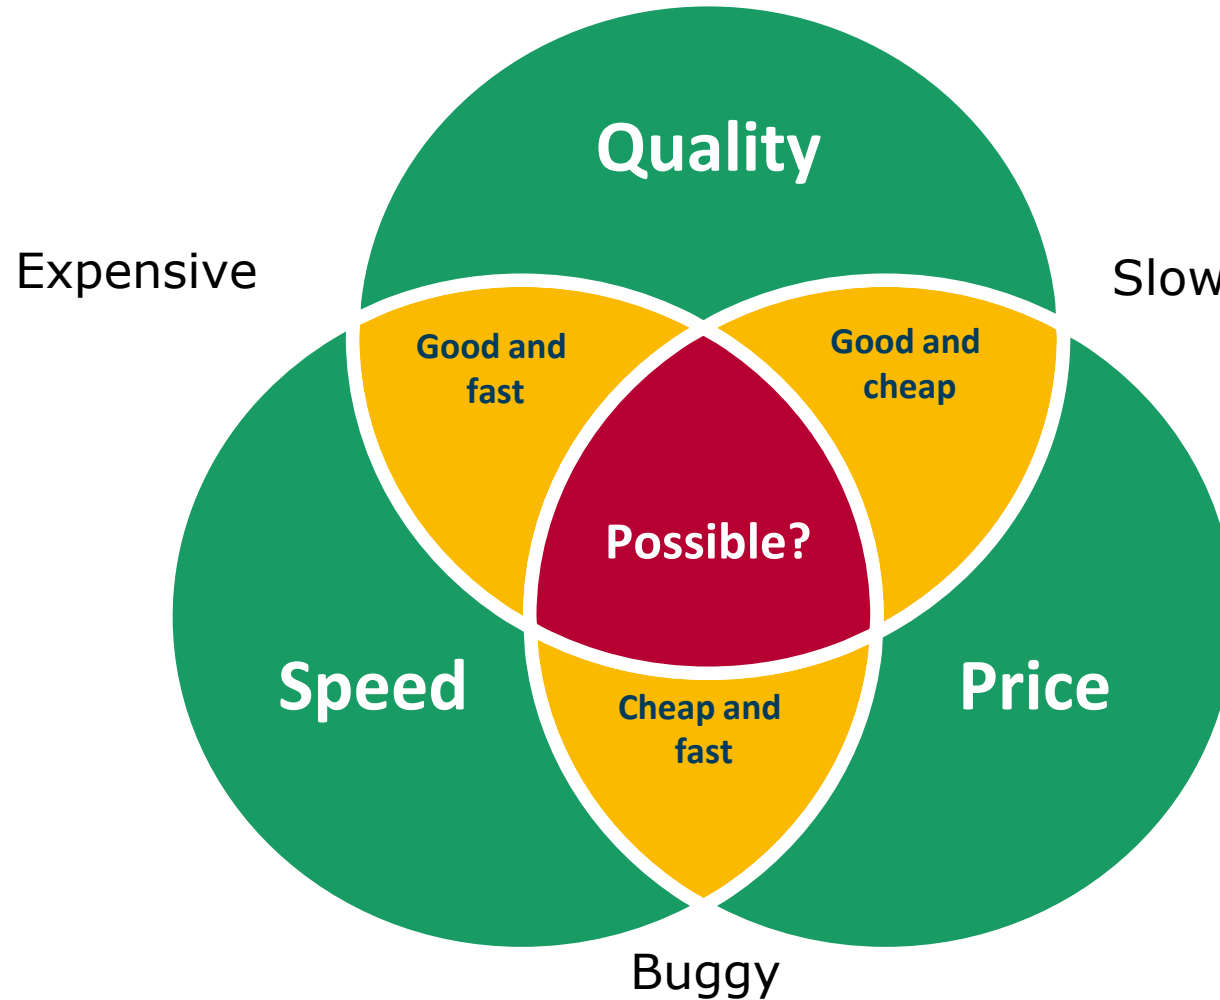 Quality
Expensive
Slow
Good and
fast
Good and
cheap
Possible?
Speed
Price
Cheap and
fast
Buggy